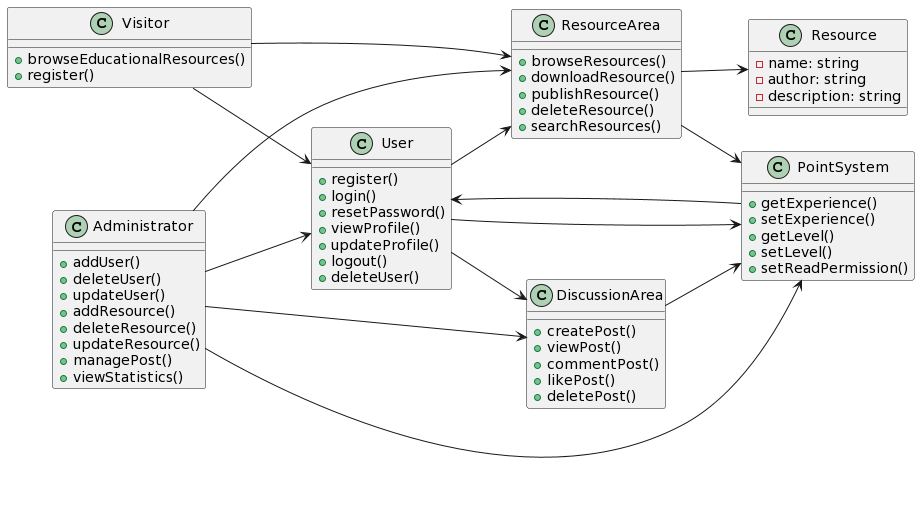 C Visitor
browseEducationalResources()
register()
C ResourceArea
browseResources()
downloadResource()
publishResource()
deleteResource()
searchResources()
C Resource
name: string
author: string
description: string
C User
register()
login()
resetPassword()
viewProfile()
updateProfile()
logout()
deleteUser()
C PointSystem
getExperience()
setExperience()
getLevel()
setLevel()
setReadPermission()
C Administrator
addUser()
deleteUser()
updateUser()
addResource()
deleteResource()
updateResource()
managePost()
viewStatistics()
C DiscussionArea
createPost()
viewPost()
commentPost()
likePost()
deletePost()